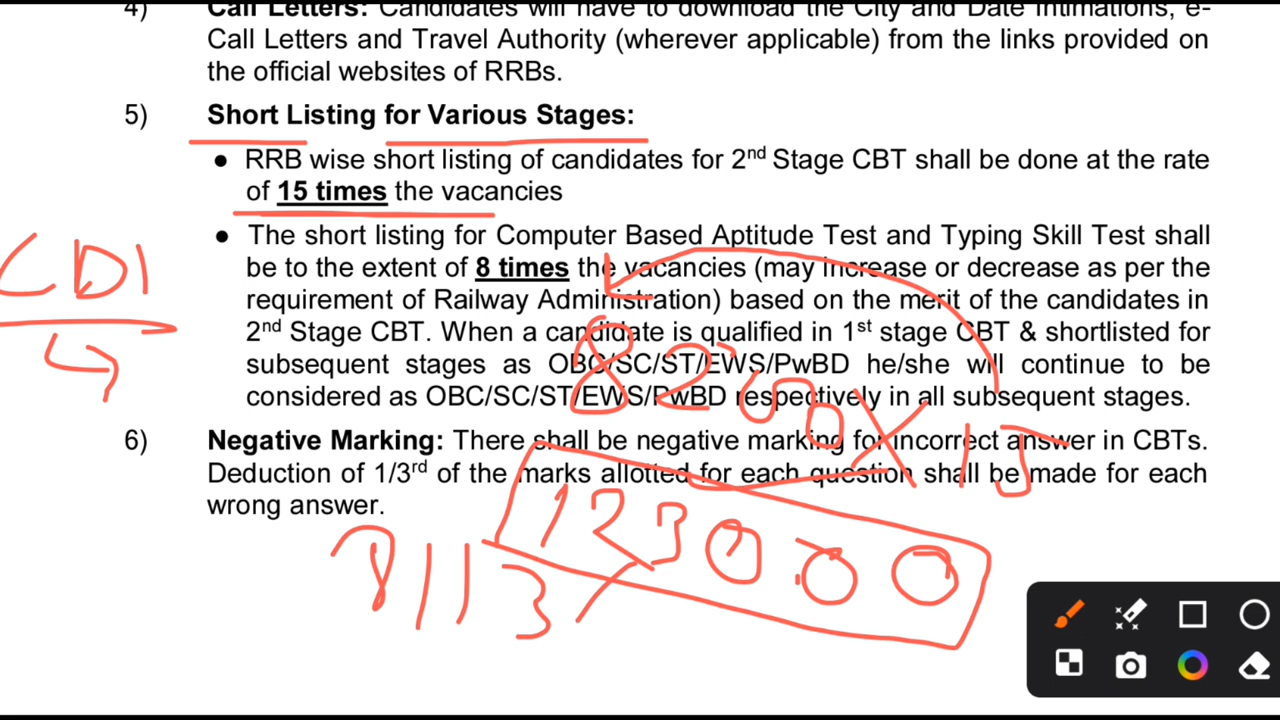 4) Call Letters: Candidates will have to download the City and Date Intimations, e-
Call Letters and Travel Authority (wherever applicable) from the links provided on
the official websites of RRBs.
5) Short Listing for Various Stages:
● RRB wise short listing of candidates for 2nd Stage CBT shall be done at the rate
of 15 times the vacancies
● The short listing for Computer Based Aptitude Test and Typing Skill Test shall
be to the extent of 8 times the vacancies (may increase or decrease as per the
requirement of Railway Administration) based on the merit of the candidates in
2nd Stage CBT. When a candidate is qualified in 1st stage CBT & shortlisted for
subsequent stages as OBC/SC/ST/EWS/PwBD he/she will continue to be
considered as OBC/SC/ST/EWS/PwBD respectively in all subsequent stages.
6) Negative Marking: There shall be negative marking for incorrect answer in CBTs.
Deduction of 1/3rd of the marks allotted for each question shall be made for each
wrong answer.
8200 X 15
123000
8113